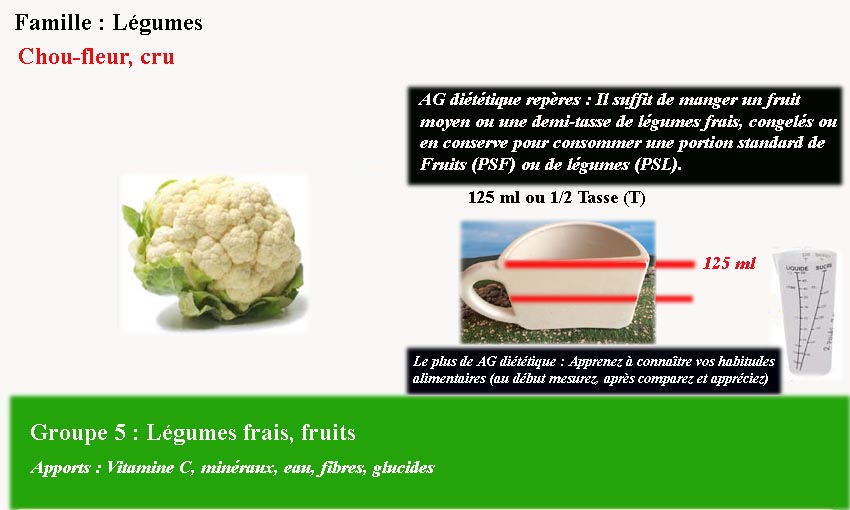 Famille : Légumes
Chou-fleur, cru
AG diététique repères : Il suffit de manger un fruit
moyen ou une demi-tasse de légumes frais, congelés ou
en conserve pour consommer une portion standard de
Fruits (PSF) ou de légumes (PSL).
125 ml ou 1/2 Tasse (T)
125 ml
LIQUIDE SUCRE
Le plus de AG diététique : Apprenez à connaître vos habitudes
alimentaires (au début mesurez, après comparez et appréciez)
Groupe 5 : Légumes frais, fruits
Apports : Vitamine C, minéraux, eau, fibres, glucides